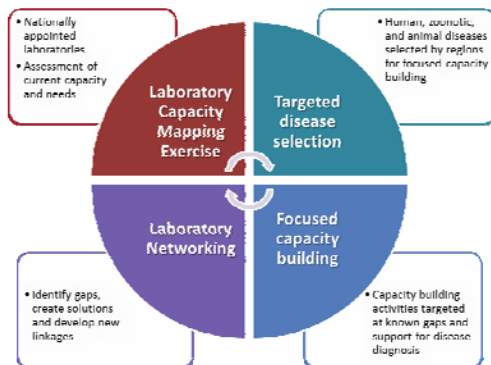 • Nationally
appointed
laboratories
• Assessment of
current capacity
and needs
• Human, zoonotic,
and animal diseases
selected by regions
for focused capacity
building
Laboratory
Capacity
Mapping
Exercise
Targeted
disease
selection
Laboratory
Networking
Focused
capacity
building
• Identify gaps,
create solutions
and develop new
linkages
• Capacity building
activities targeted
at known gaps and
support for disease
diagnosis